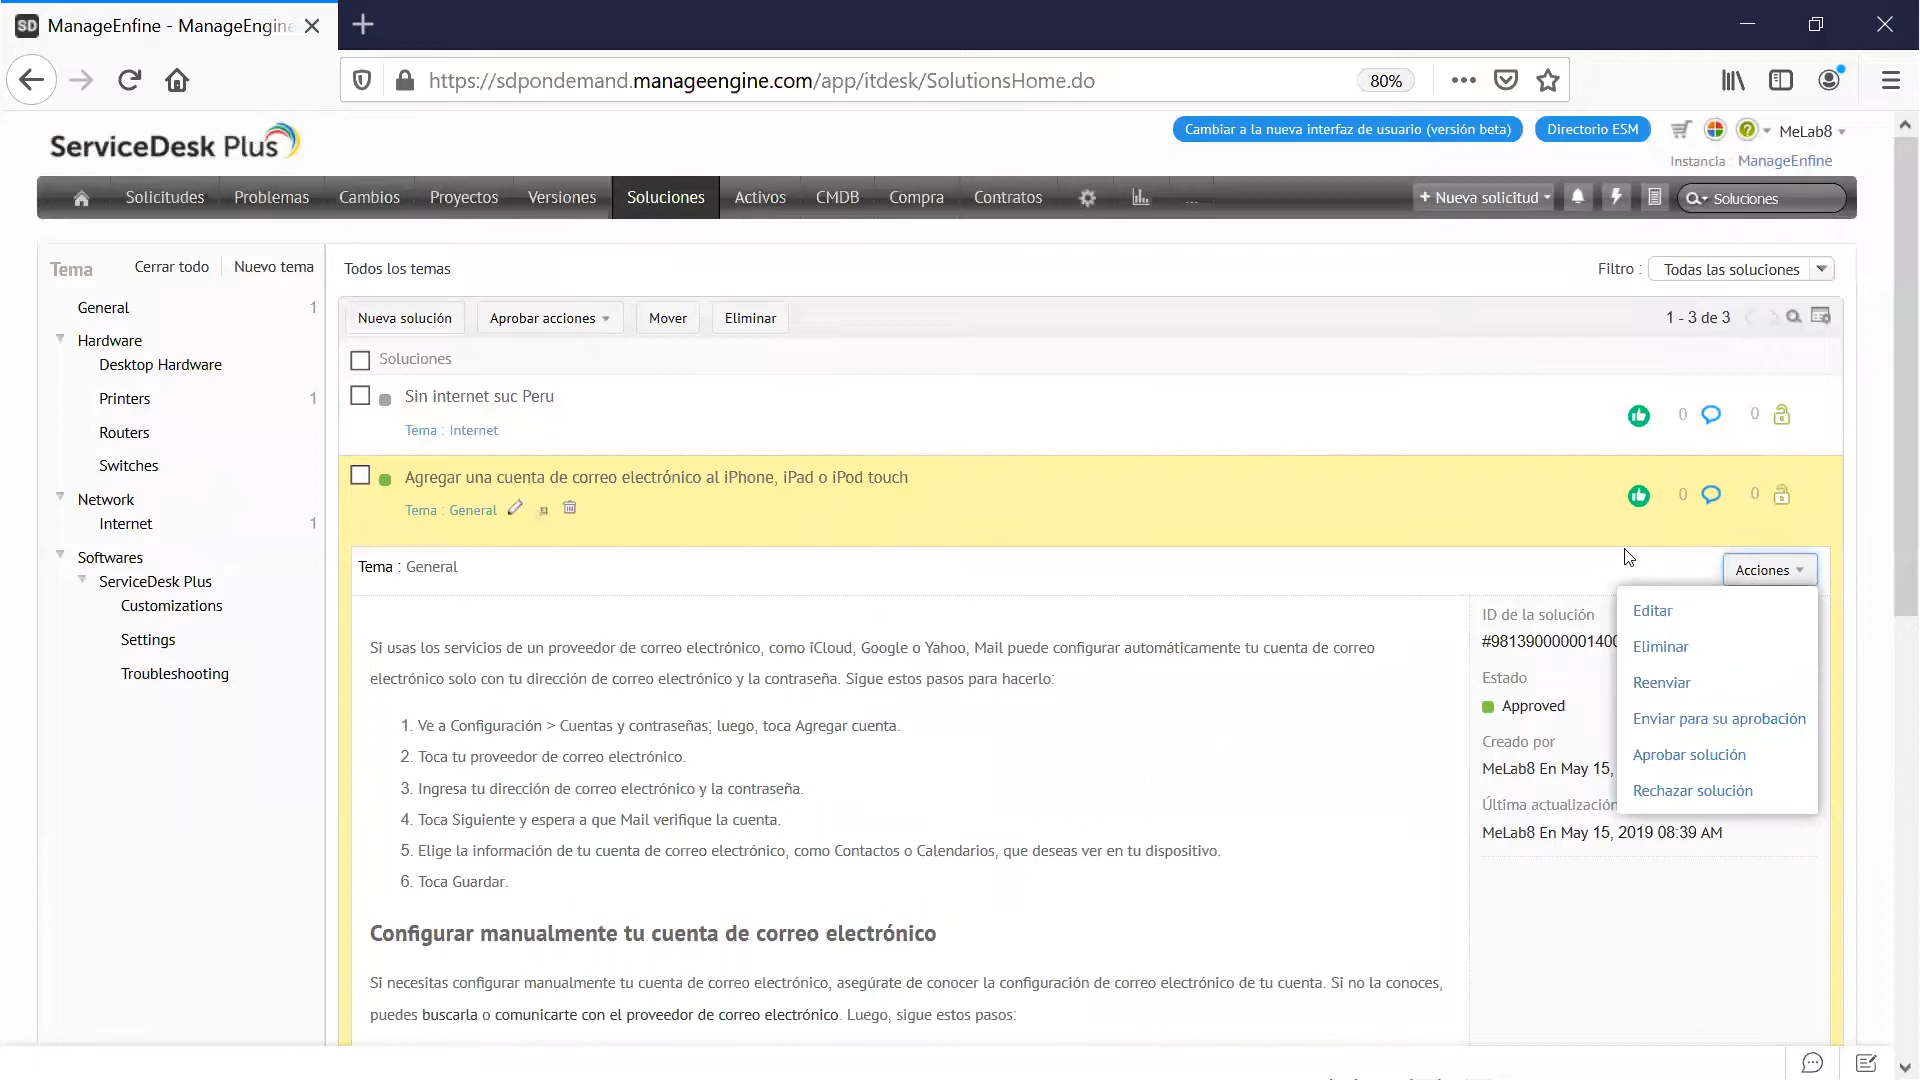 SD ManageEnfine - ManageEngine
https://sdpondemand.manageengine.com/app/itdesk/SolutionsHome.do 80%
ServiceDesk Plus
Cambiar a la nueva interfaz de usuario (versión beta) Directorio ESM MeLab8
Instancia : ManageEnfine
Solicitudes Problemas Cambios Proyectos Versiones Soluciones Activos CMDB Compra Contratos ... + Nueva solicitud Soluciones
Tema Cerrar todo Nuevo tema
General 1
Hardware
Desktop Hardware
Printers 1
Routers
Switches
Network
Internet 1
Softwares
ServiceDesk Plus
Customizations
Settings
Troubleshooting
Todos los temas Filtro : Todas las soluciones
Nueva solución Aprobar acciones Mover Eliminar 1 - 3 de 3
Soluciones
Sin internet suc Peru
Tema : Internet
0 0
Agregar una cuenta de correo electrónico al iPhone, iPad o iPod touch
Tema : General
0 0
Tema : General Acciones
Si usas los servicios de un proveedor de correo electrónico, como iCloud, Google o Yahoo, Mail puede configurar automáticamente tu cuenta de correo
electrónico solo con tu dirección de correo electrónico y la contraseña. Sigue estos pasos para hacerlo:
1. Ve a Configuración > Cuentas y contraseñas; luego, toca Agregar cuenta.
2. Toca tu proveedor de correo electrónico.
3. Ingresa tu dirección de correo electrónico y la contraseña.
4. Toca Siguiente y espera a que Mail verifique la cuenta.
5. Elige la información de tu cuenta de correo electrónico, como Contactos o Calendarios, que deseas ver en tu dispositivo.
6. Toca Guardar.
Configurar manualmente tu cuenta de correo electrónico
Si necesitas configurar manualmente tu cuenta de correo electrónico, asegúrate de conocer la configuración de correo electrónico de tu cuenta. Si no la conoces,
puedes buscarla o comunicarte con el proveedor de correo electrónico. Luego, sigue estos pasos:
ID de la solución
#981390000001400
Estado
Approved
Creado por
MeLab8 En May 15,
Última actualización
MeLab8 En May 15, 2019 08:39 AM
Editar
Eliminar
Reenviar
Enviar para su aprobación
Aprobar solución
Rechazar solución